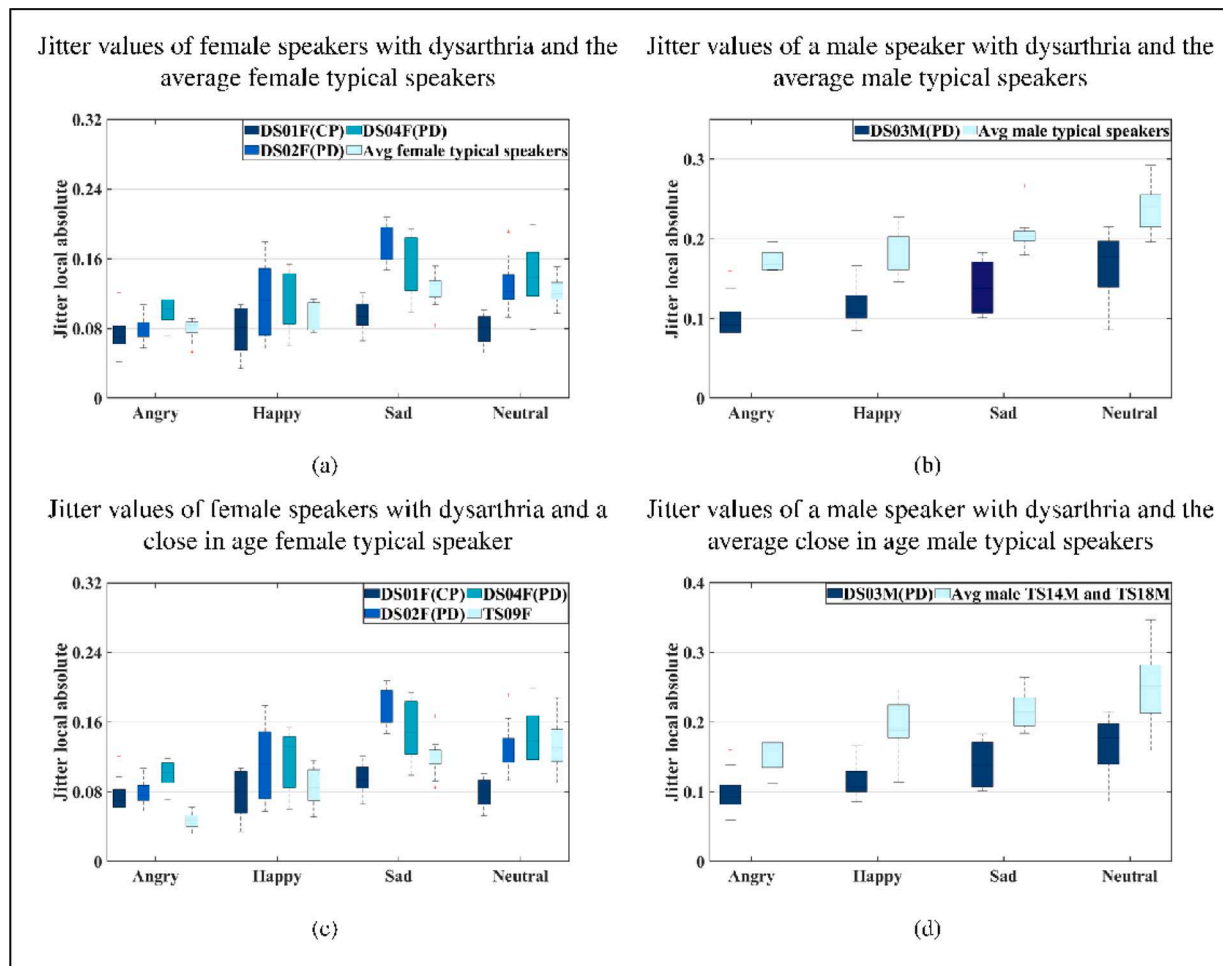 Jitter values of female speakers with dysarthria and the
average female typical speakers
0.32
0.24
0.16
0.08
0
Jitter local absolute
DS01F(CP) DS04F(PD)
DS02F(PD) Avg female typical speakers
Angry Happy Sad Neutral
(a)
Jitter values of a male speaker with dysarthria and the
average male typical speakers
0.3
0.2
0.1
0
Jitter local absolute
DS03M(PD) Avg male typical speakers
Angry Happy Sad Neutral
(b)
Jitter values of female speakers with dysarthria and a
close in age female typical speaker
0.32
0.24
0.16
0.08
0
Jitter local absolute
DS01F(CP) DS04F(PD)
DS02F(PD) TS09F
Angry Happy Sad Neutral
(c)
Jitter values of a male speaker with dysarthria and the
average close in age male typical speakers
0.4
0.3
0.2
0.1
0
Jitter local absolute
DS03M(PD) Avg male TS14M and TS18M
Angry Happy Sad Neutral
(d)